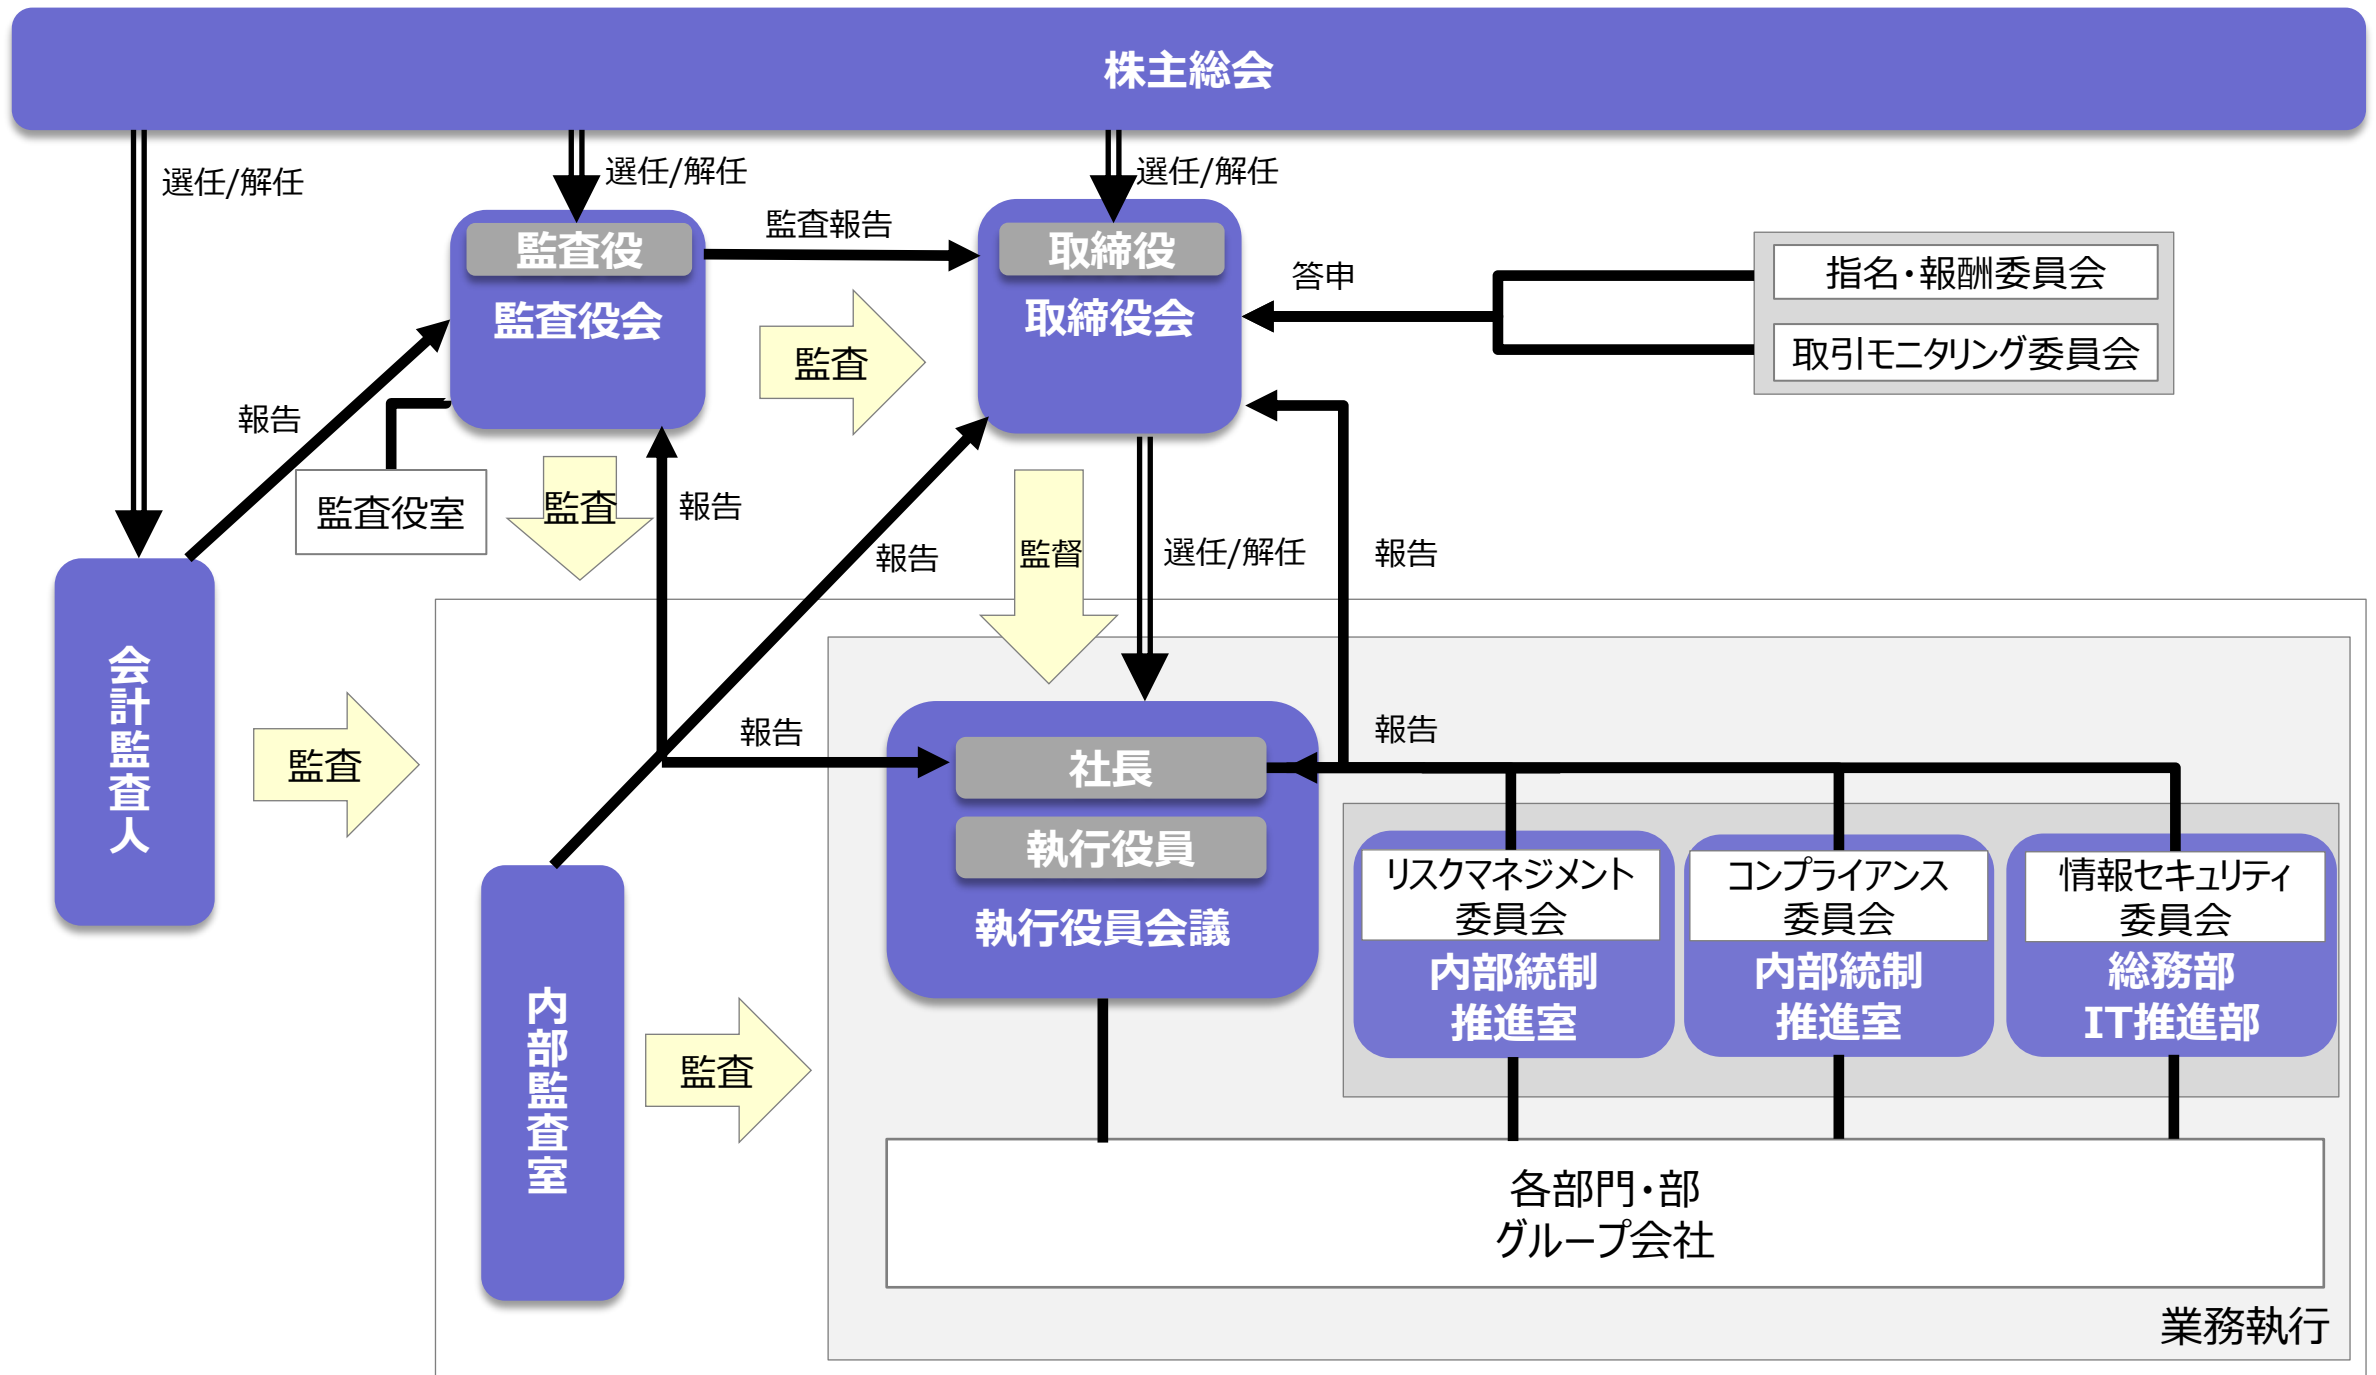 株主総会
選任/解任
選任/解任
選任/解任
監査役
監査役会
監査報告
取締役
取締役会
答申
指名・報酬委員会
取引モニタリング委員会
監査
報告
監査役室
監査
報告
報告
監督
選任/解任
報告
会計監査人
監査
報告
社長
執行役員
執行役員会議
報告
リスクマネジメント
委員会
内部統制
推進室
コンプライアンス
委員会
内部統制
推進室
情報セキュリティ
委員会
総務部
IT推進部
内部監査室
監査
各部門・部
グループ会社
業務執行